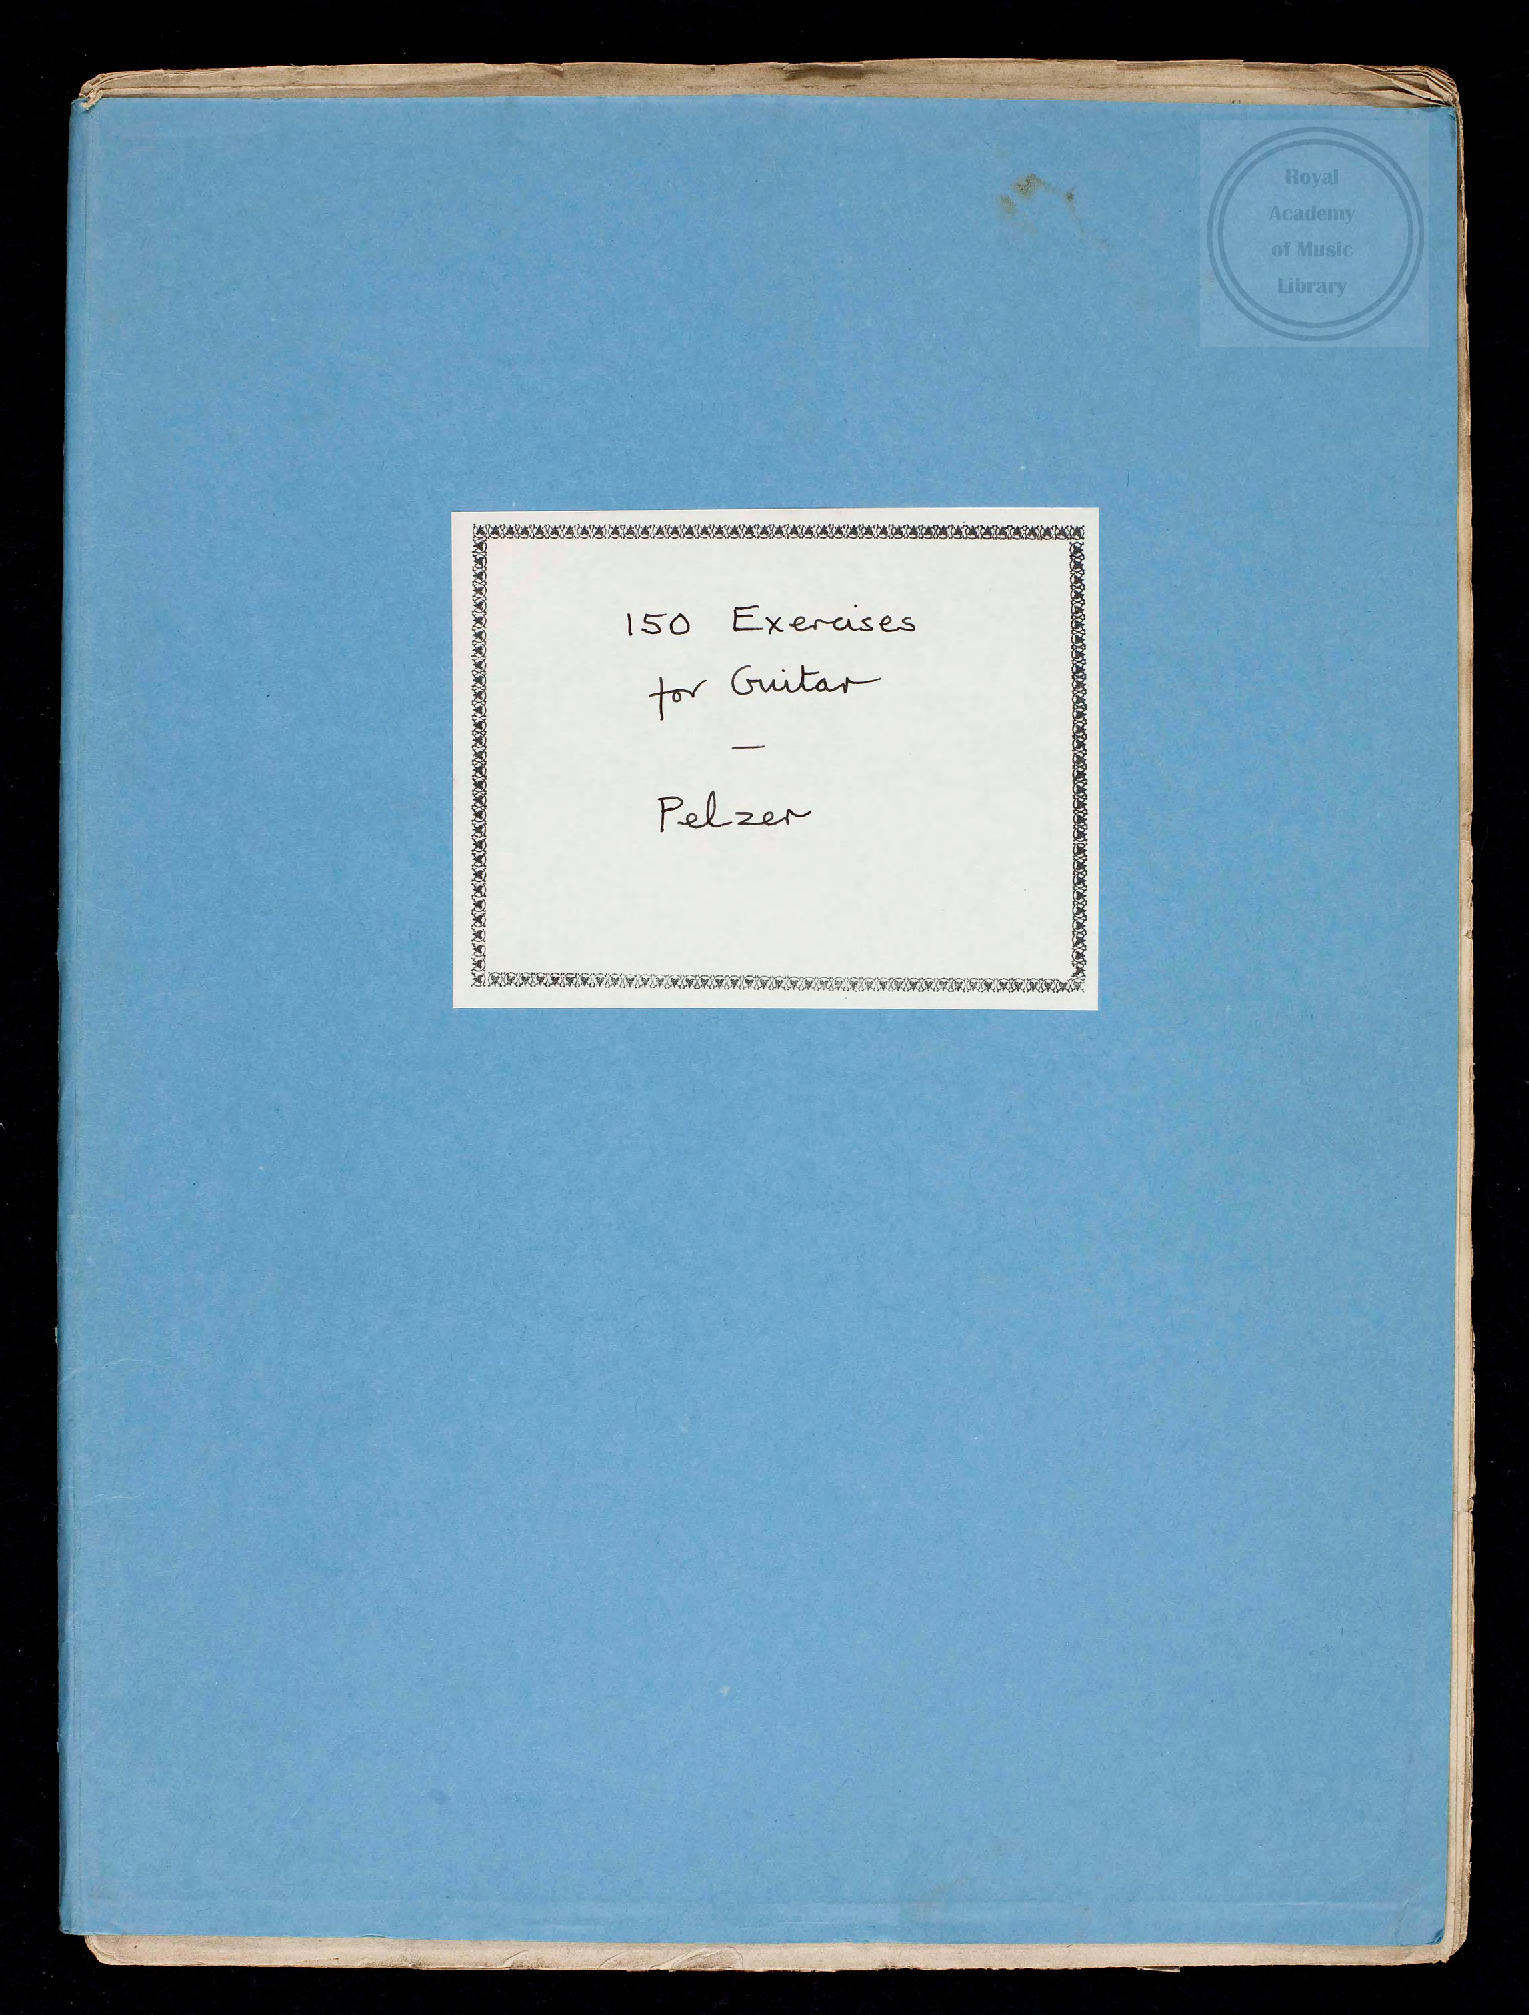 Royal
Academy
of Music
Library
150 Exercises
for Guitar
—
Pelzer